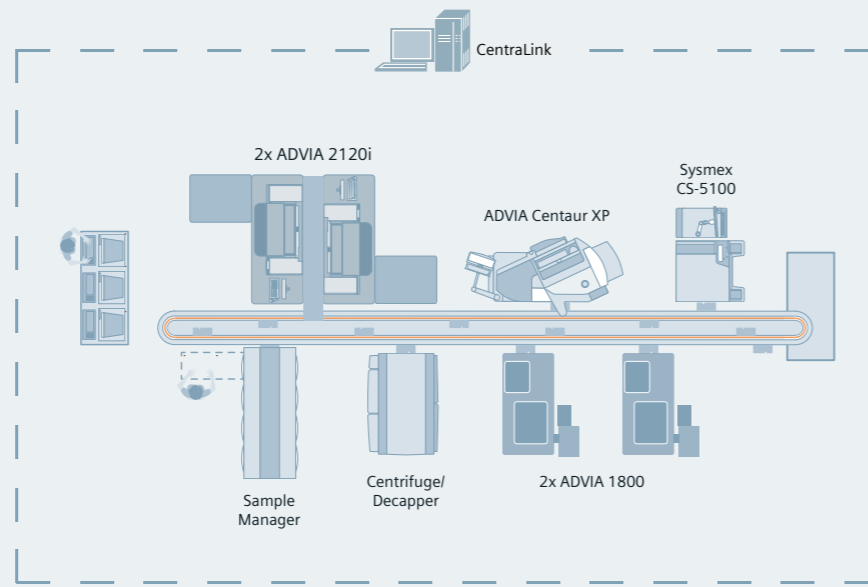 CentraLink
2x ADVIA 2120i
Sysmex
CS-5100
ADVIA Centaur XP
Centrifuge/
Decapper
2x ADVIA 1800
Sample
Manager